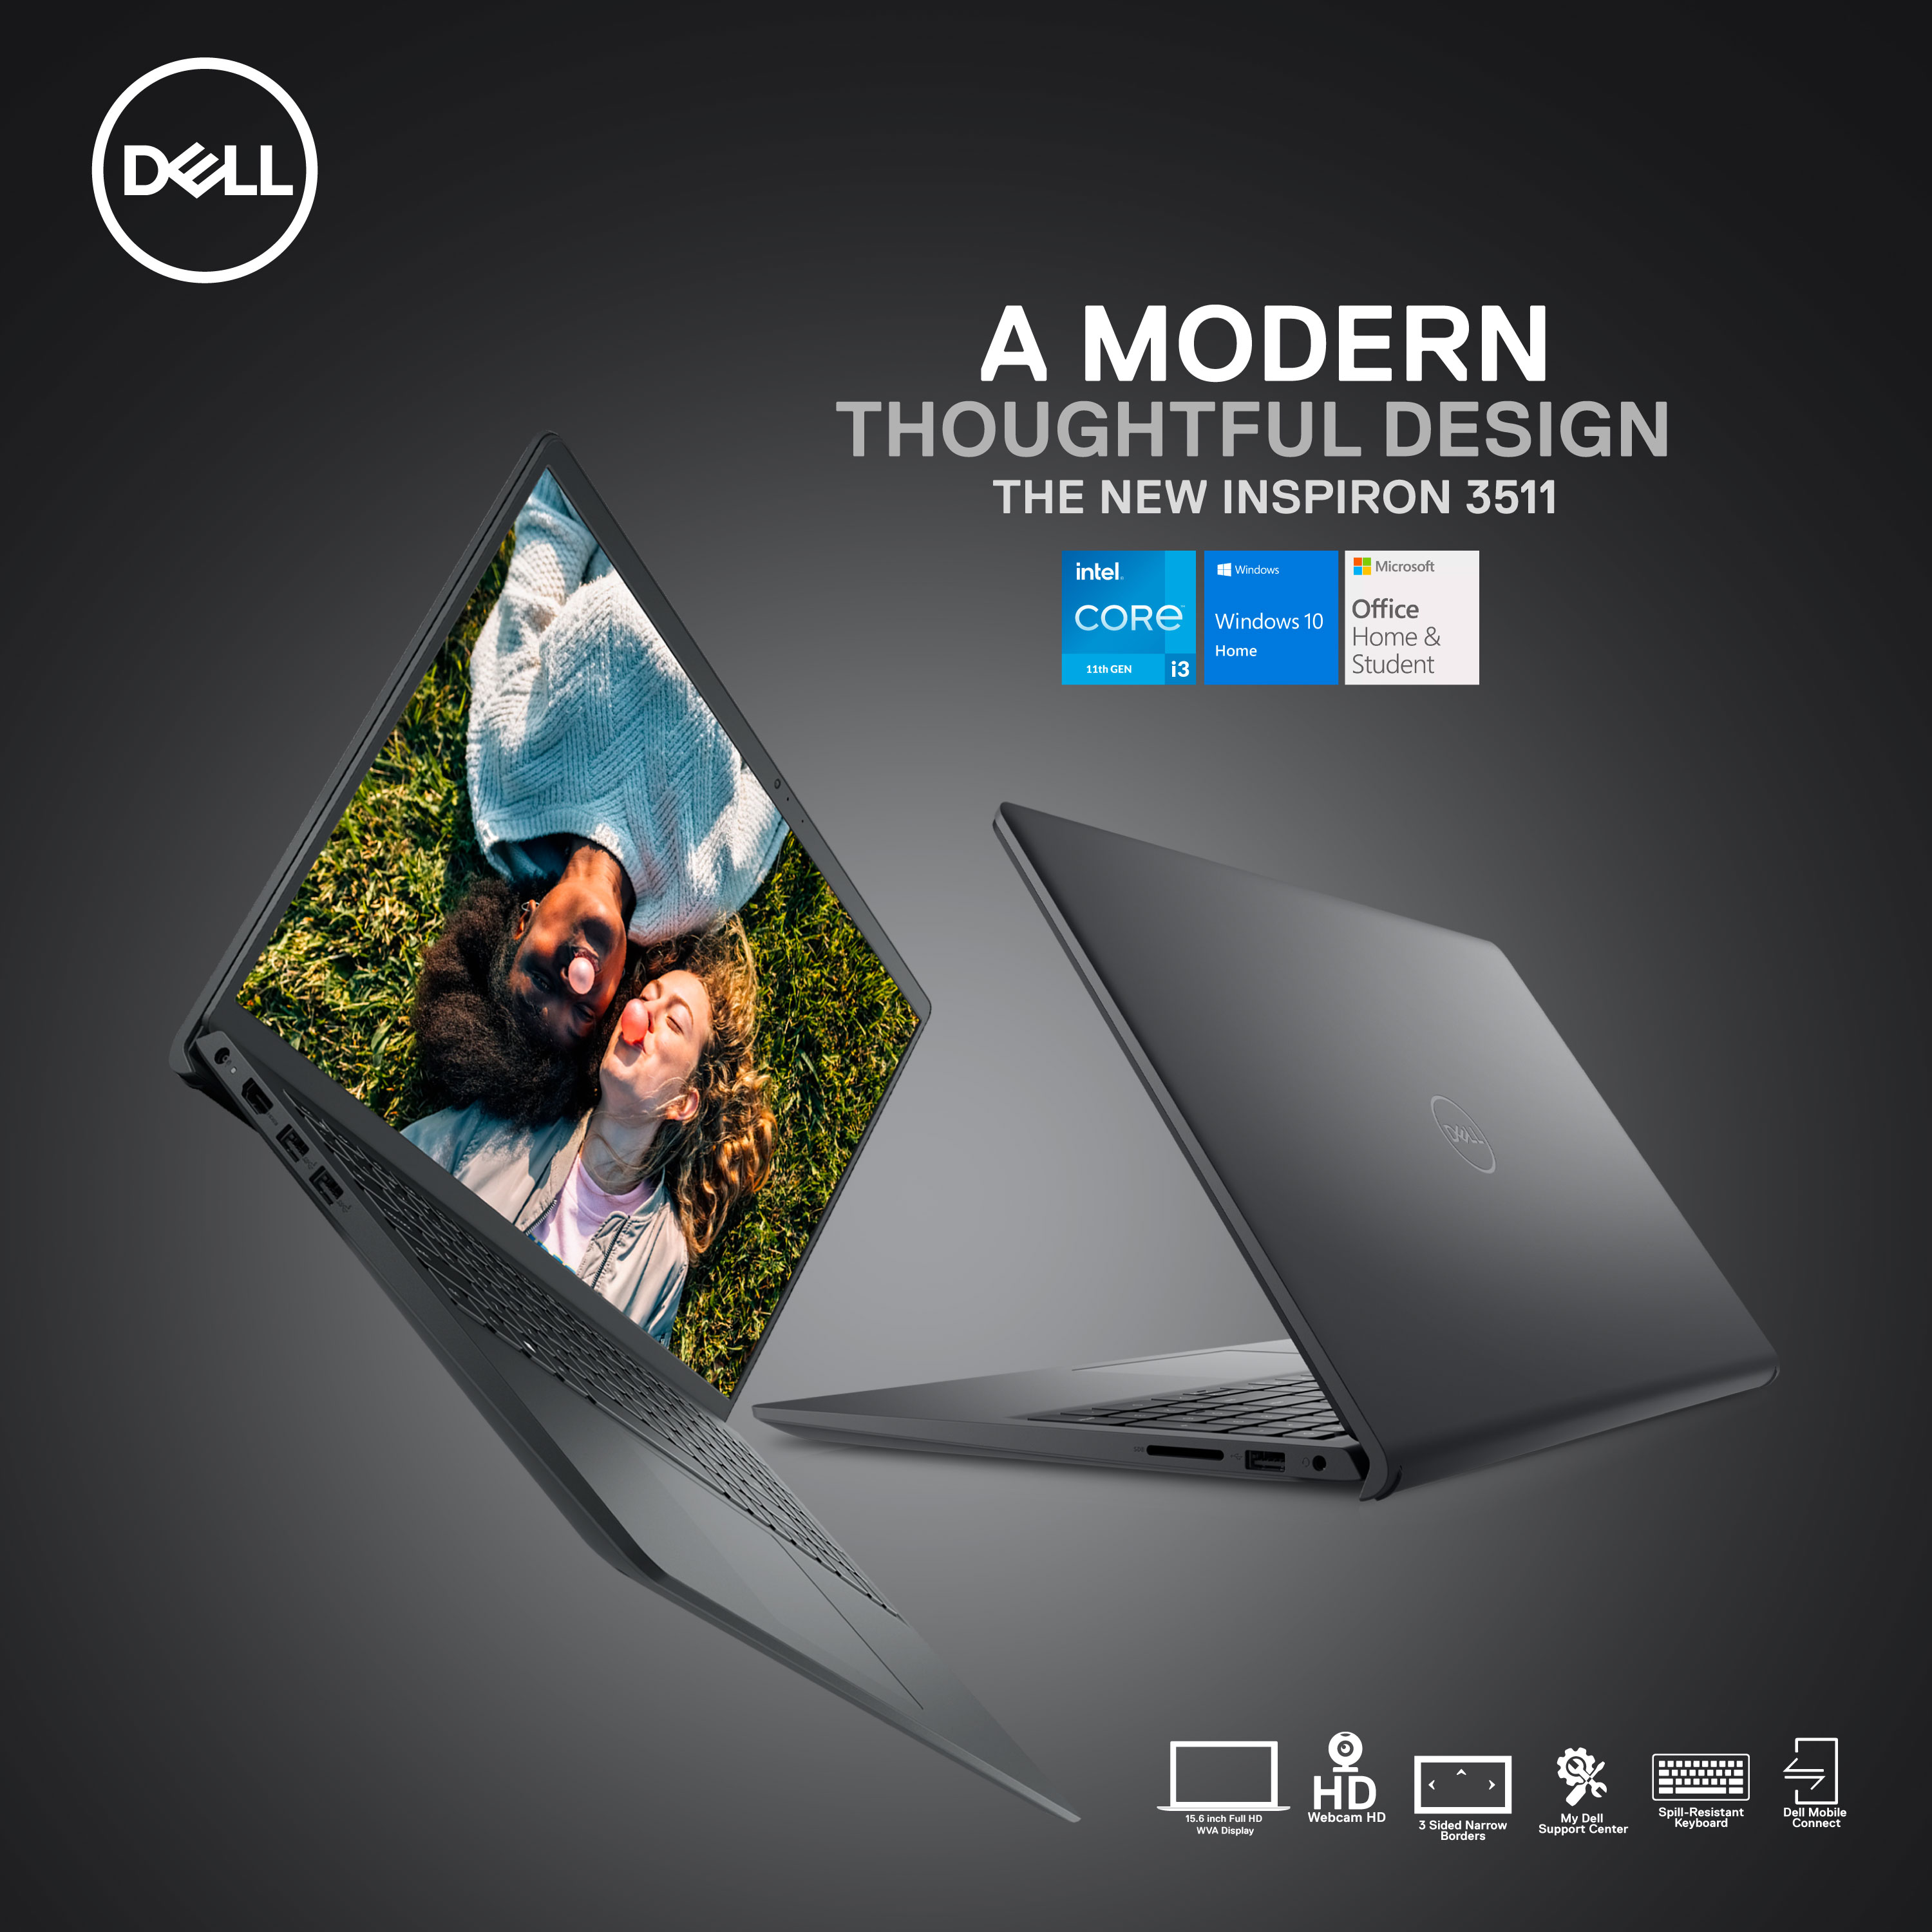 DELL
A MODERN
THOUGHTFUL DESIGN
THE NEW INSPIRON 3511
intel.
CORE™
11th GEN i3
Windows
Windows 10
Home
Microsoft
Office
Home &
Student
DELL
HD
15.6 inch Full HD
WVA Display
Webcam HD
3 Sided Narrow
Borders
My Dell
Support Center
Spill-Resistant
Keyboard
Dell Mobile
Connect